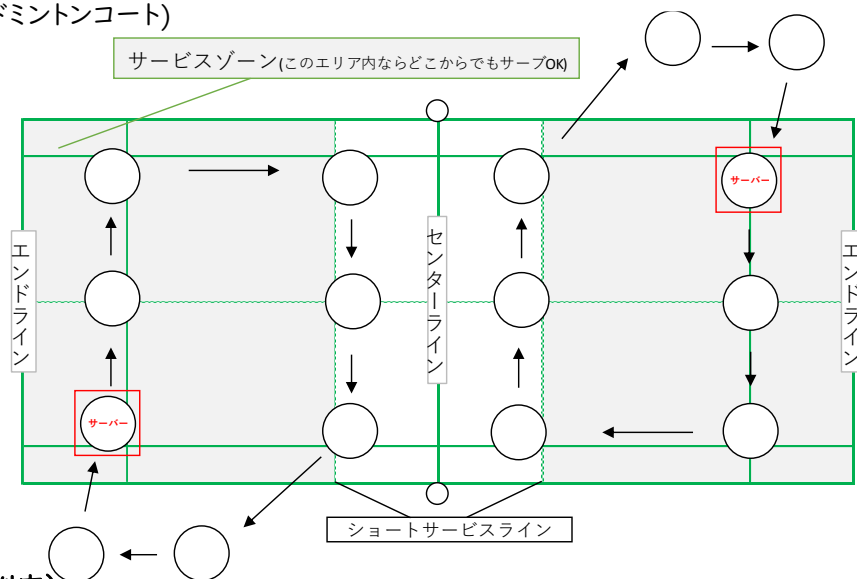 ドミントンコート)
サービスゾーン(このエリア内ならどこからでもサーブOK)
サーバー
エンドライン
センターライン
エンドライン
サーバー
ショートサービスライン